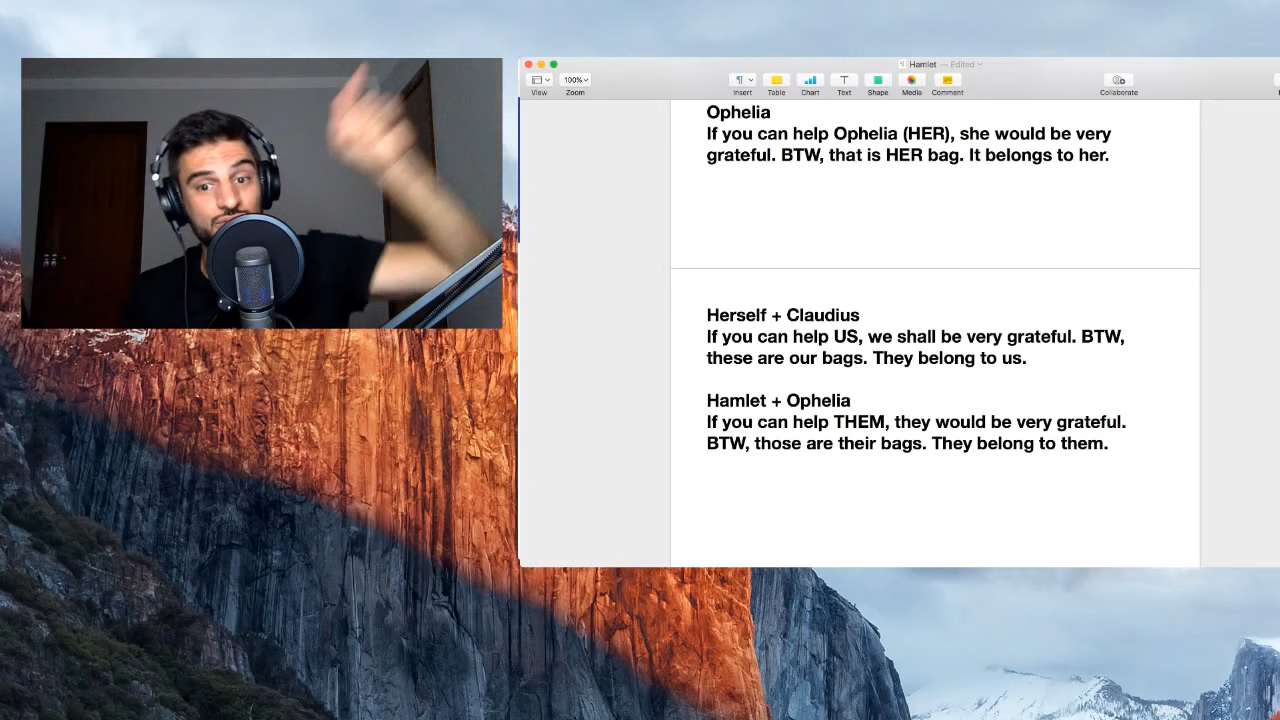 Hamlet — Edited
View
100%
Zoom
Insert
Table
Chart
Text
Shape
Media
Comment
Collaborate
Ophelia
If you can help Ophelia (HER), she would be very
grateful. BTW, that is HER bag. It belongs to her.
Herself + Claudius
If you can help US, we shall be very grateful. BTW,
these are our bags. They belong to us.
Hamlet + Ophelia
If you can help THEM, they would be very grateful.
BTW, those are their bags. They belong to them.